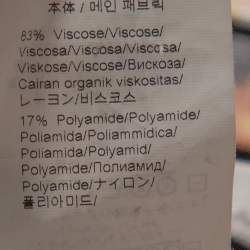 本体 / 메인 패브릭
83% Viscose/Viscose/
Viscosa/Viscosa/Viscosa/
Viskose/Viscose/Вискоза/
Cairan organik viskositas/
レーヨン/비스코스
17% Polyamide/Polyamide/
Poliamida/Poliammidica/
Poliamida/Polyamid/
Polyamide/Полиамид/
Polyamide/ナイロン/
폴리아미드/